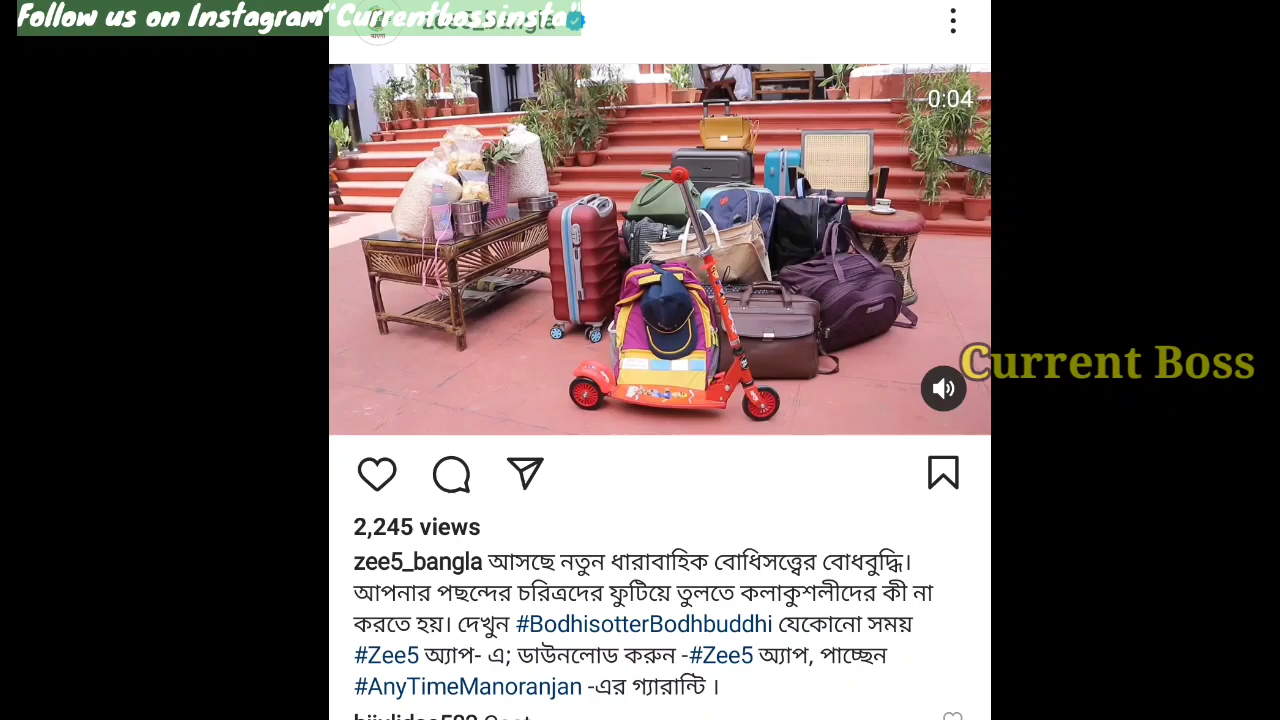 Follow us on Instagram“Currentbossinsta"
zee5_bangla
0:04
Current Boss
2,245 views
zee5_bangla আসছে নতুন ধারাবাহিক বোধিসত্ত্বের বোধবুদ্ধি।
আপনার পছন্দের চরিত্রদের ফুটিয়ে তুলতে কলাকুশলীদের কী না
করতে হয়। দেখুন #BodhisotterBodhbuddhi যেকোনো সময়
#Zee5 অ্যাপ- এ; ডাউনলোড করুন -#Zee5 অ্যাপ, পাচ্ছেন
#AnyTimeManoranjan -এর গ্যারান্টি ।